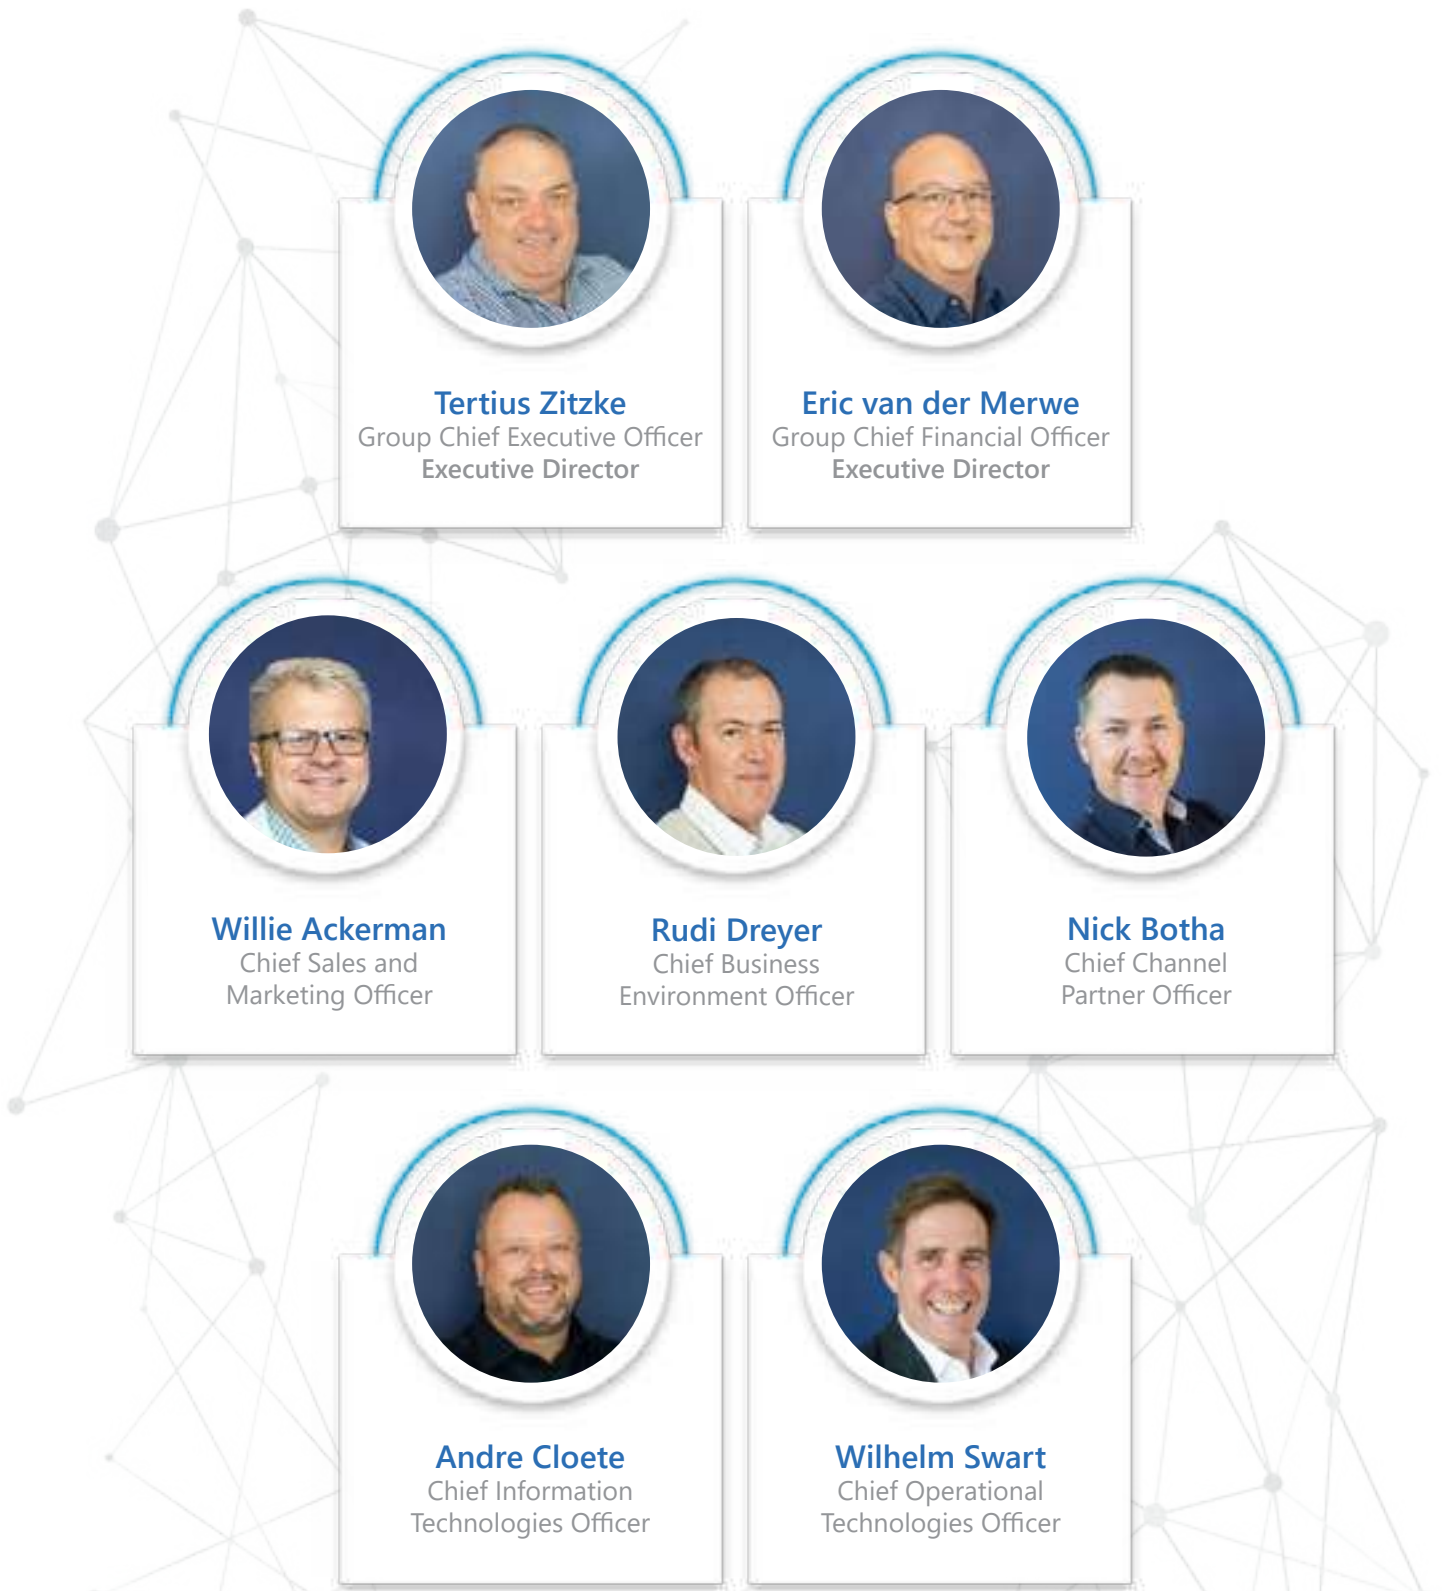 Tertius Zitzke
Group Chief Executive Officer
Executive Director
Eric van der Merwe
Group Chief Financial Officer
Executive Director
Willie Ackerman
Chief Sales and
Marketing Officer
Rudi Dreyer
Chief Business
Environment Officer
Nick Botha
Chief Channel
Partner Officer
Andre Cloete
Chief Information
Technologies Officer
Wilhelm Swart
Chief Operational
Technologies Officer